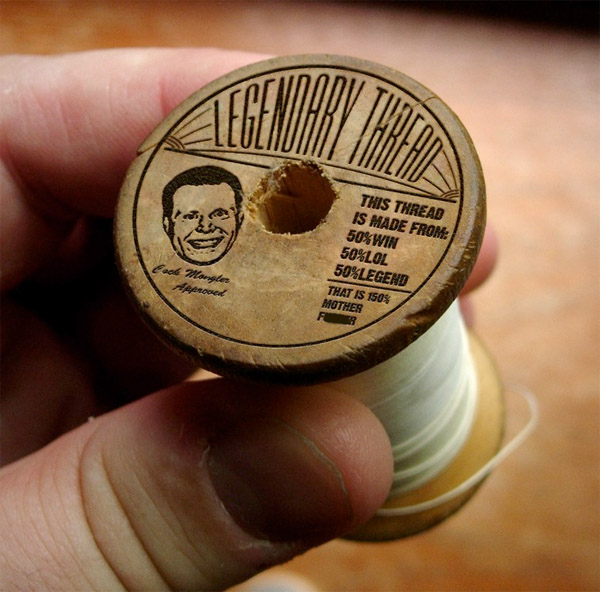 LEGENDARY THREAD
THIS THREAD
IS MADE FROM:
50%WIN
50%LOL
50%LEGEND
THAT IS 150%
MOTHER
Cock Mongler
Approved